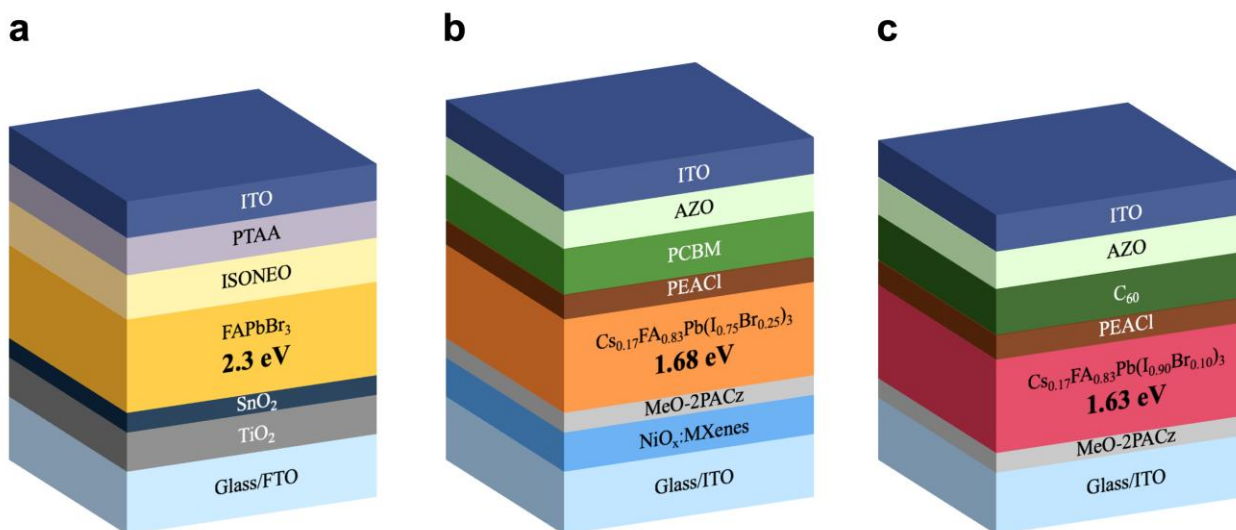 a
ITO
PTAA
ISONEO
FAPbBr₃
2.3 eV
SnO₂
TiO₂
Glass/FTO
b
ITO
AZO
PCBM
PEACl
Cs₀.₁₇FA₀.₈₃Pb(I₀.₇₅Br₀.₂₅)₃
1.68 eV
MeO-2PACz
NiOₓ:MXenes
Glass/ITO
c
ITO
AZO
C₆₀
PEACl
Cs₀.₁₇FA₀.₈₃Pb(I₀.₉₀Br₀.₁₀)₃
1.63 eV
MeO-2PACz
Glass/ITO